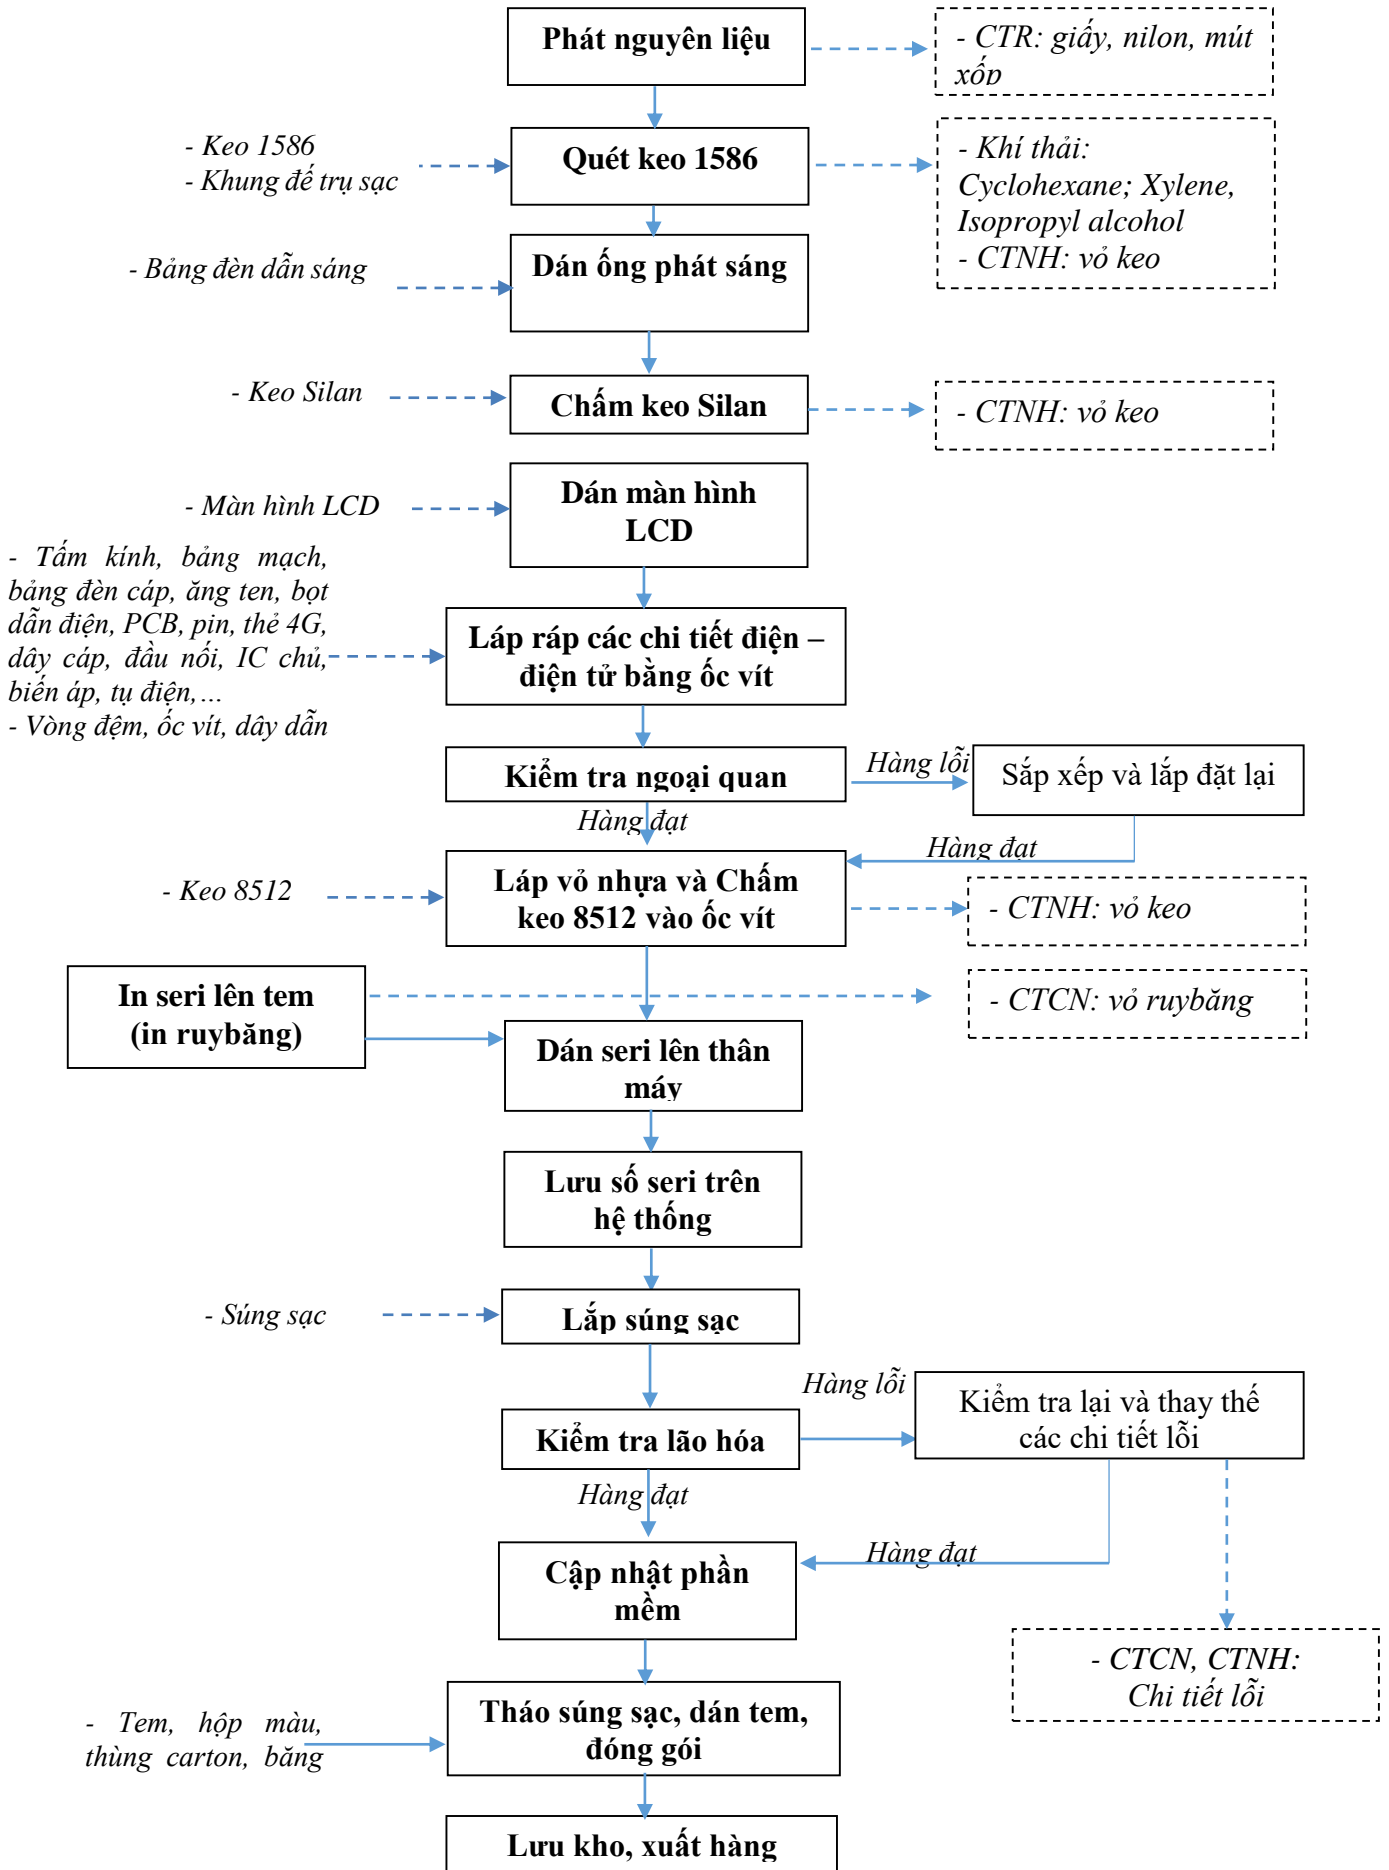 Phát nguyên liệu
- CTR: giấy, nilon, mút
xốp
- Keo 1586
- Khung đế trụ sạc
Quét keo 1586
- Khí thải:
Cyclohexane; Xylene,
Isopropyl alcohol
- CTNH: vỏ keo
- Bảng đèn dẫn sáng
Dán ống phát sáng
- Keo Silan
Chấm keo Silan
- CTNH: vỏ keo
- Màn hình LCD
Dán màn hình
LCD
- Tấm kính, bảng mạch,
bảng đèn cáp, ăng ten, bọt
dẫn điện, PCB, pin, thẻ 4G,
dây cáp, đầu nối, IC chủ,
biến áp, tụ điện,...
- Vòng đệm, ốc vít, dây dẫn
Láp ráp các chi tiết điện –
điện tử bằng ốc vít
Kiểm tra ngoại quan
Hàng lỗi
Sắp xếp và lắp đặt lại
Hàng đạt
Hàng đạt
- Keo 8512
Láp vỏ nhựa và Chấm
keo 8512 vào ốc vít
- CTNH: vỏ keo
In seri lên tem
(in ruybăng)
- CTCN: vỏ ruybăng
Dán seri lên thân
máy
Lưu số seri trên
hệ thống
- Súng sạc
Lắp súng sạc
Hàng lỗi
Kiểm tra lại và thay thế
các chi tiết lỗi
Kiểm tra lão hóa
Hàng đạt
Hàng đạt
Cập nhật phần
mềm
- CTCN, CTNH:
Chi tiết lỗi
- Tem, hộp màu,
thùng carton, băng
Tháo súng sạc, dán tem,
đóng gói
Lưu kho, xuất hàng